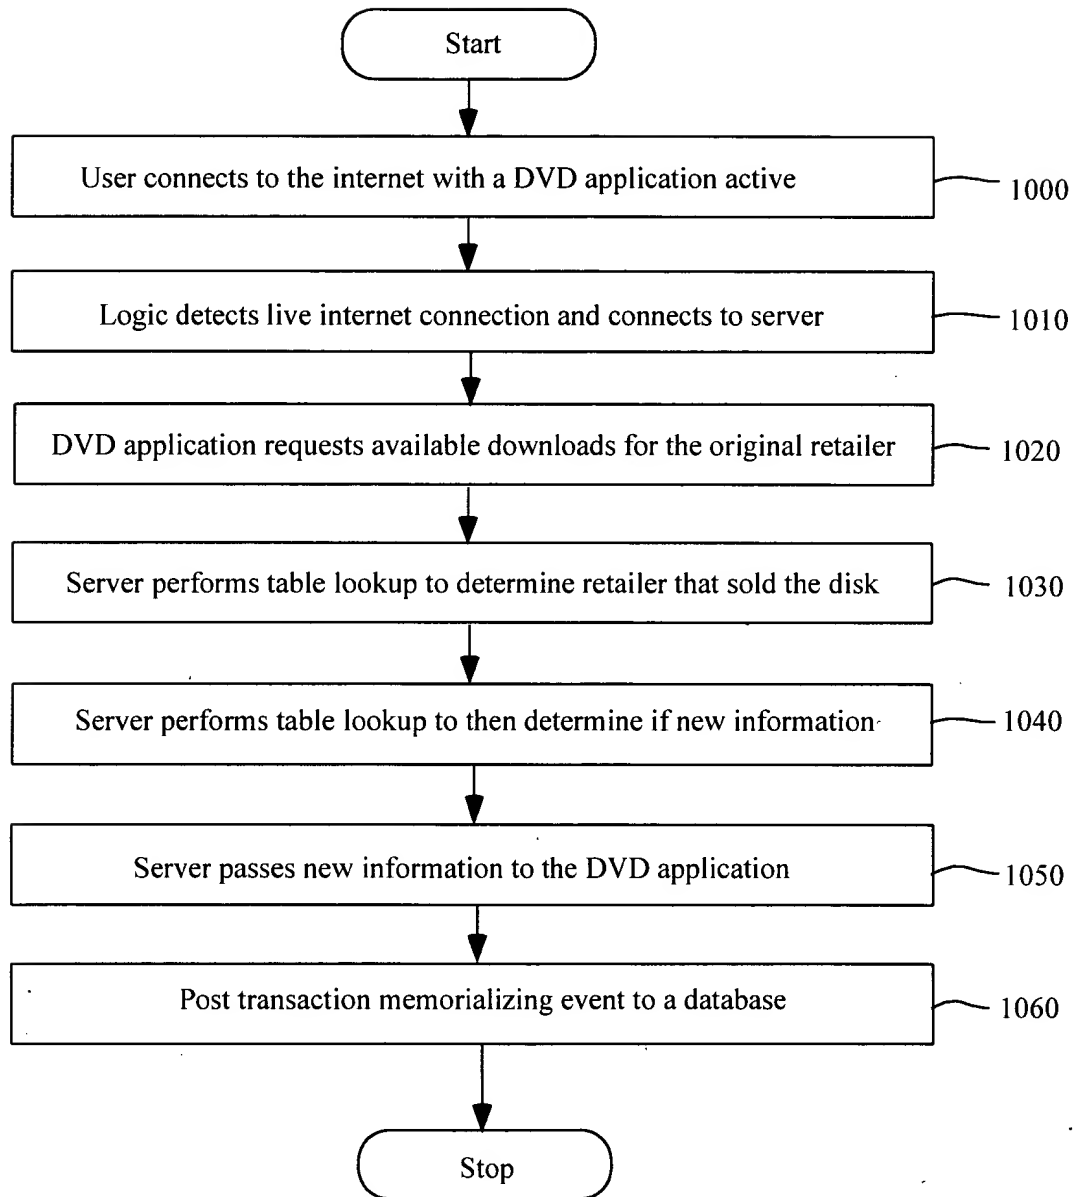 Start
User connects to the internet with a DVD application active
1000
Logic detects live internet connection and connects to server
1010
DVD application requests available downloads for the original retailer
1020
Server performs table lookup to determine retailer that sold the disk
1030
Server performs table lookup to then determine if new information
1040
Server passes new information to the DVD application
1050
Post transaction memorializing event to a database
1060
Stop